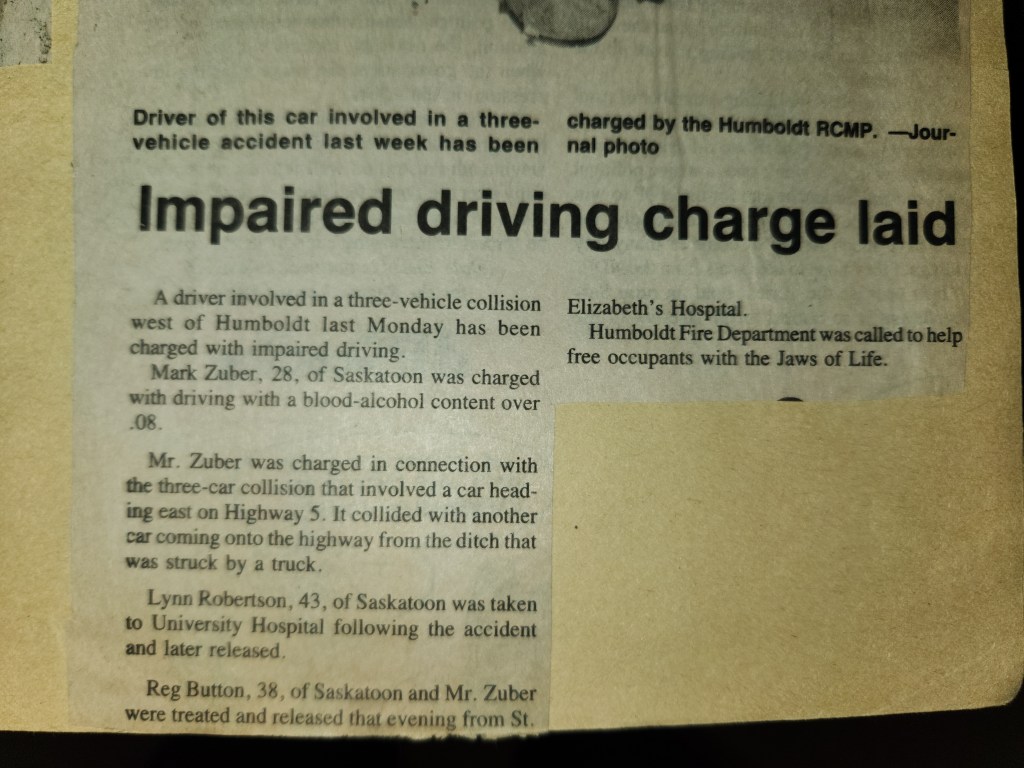 Driver of this car involved in a three-
vehicle accident last week has been
charged by the Humboldt RCMP. —Jour-
nal photo
Impaired driving charge laid
A driver involved in a three-vehicle collision
west of Humboldt last Monday has been
charged with impaired driving.
Mark Zuber, 28, of Saskatoon was charged
with driving with a blood-alcohol content over
.08.
Mr. Zuber was charged in connection with
the three-car collision that involved a car head-
ing east on Highway 5. It collided with another
car coming onto the highway from the ditch that
was struck by a truck.
Lynn Robertson, 43, of Saskatoon was taken
to University Hospital following the accident
and later released.
Reg Button, 38, of Saskatoon and Mr. Zuber
were treated and released that evening from St.
Elizabeth's Hospital.
Humboldt Fire Department was called to help
free occupants with the Jaws of Life.